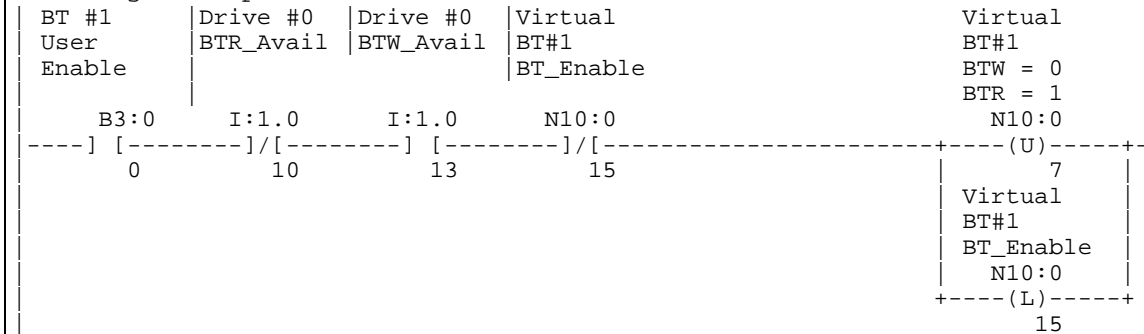 | BT #1       |Drive #0  |Drive #0  |Virtual                      Virtual
| User        |BTR_Avail |BTW_Avail |BT#1                         BT#1
| Enable      |                     |BT_Enable                    BTW = 0
|             |                                                   BTR = 1
|     B3:0     I:1.0      I:1.0      N10:0                          N10:0
|----] [--------]/[--------] [--------]/[-----------------------+----(U)-----+-
|       0         10         13         15                      |       7    |
|                                                               | Virtual    |
|                                                               | BT#1       |
|                                                               | BT_Enable  |
|                                                               |   N10:0    |
|                                                               +----(L)-----+
|                                                                      15